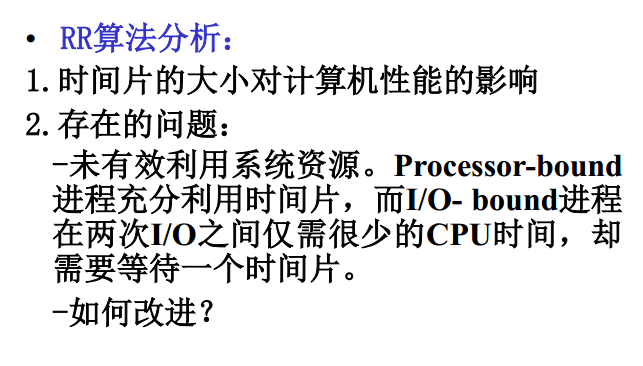 • RR算法分析：
1.时间片的大小对计算机性能的影响
2.存在的问题：
–未有效利用系统资源。Processor-bound
进程充分利用时间片，而I/O- bound进程
在两次I/O之间仅需很少的CPU时间，却
需要等待一个时间片。
–如何改进？